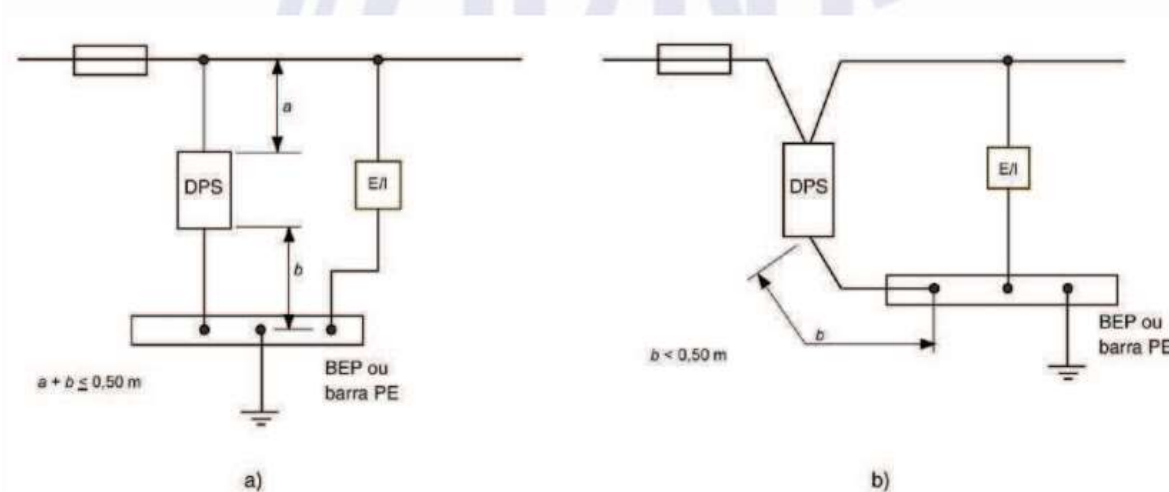 a
DPS
E/I
b
BEP ou
barra PE
a + b ≤ 0,50 m
a)
DPS
E/I
b
BEP ou
barra PE
b < 0,50 m
b)